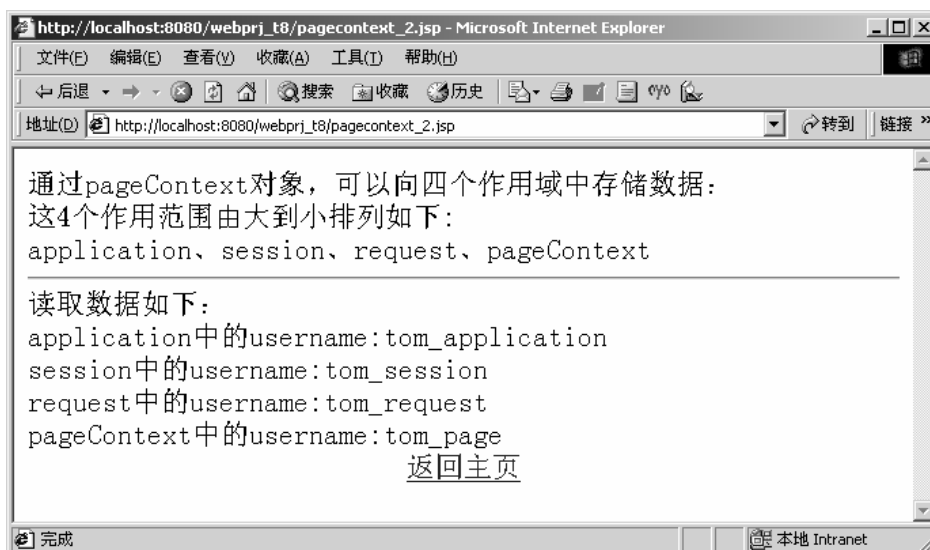 http://localhost:8080/webprj_t8/pagecontext_2.jsp - Microsoft Internet Explorer
文件(F) 编辑(E) 查看(V) 收藏(A) 工具(T) 帮助(H)
后退 搜索 收藏 历史
地址(D) http://localhost:8080/webprj_t8/pagecontext_2.jsp 转到 链接 »
通过pageContext对象，可以向四个作用域中存储数据：
这4个作用范围由大到小排列如下:
application、session、request、pageContext
读取数据如下：
application中的username:tom_application
session中的username:tom_session
request中的username:tom_request
pageContext中的username:tom_page
返回主页
完成 本地 Intranet